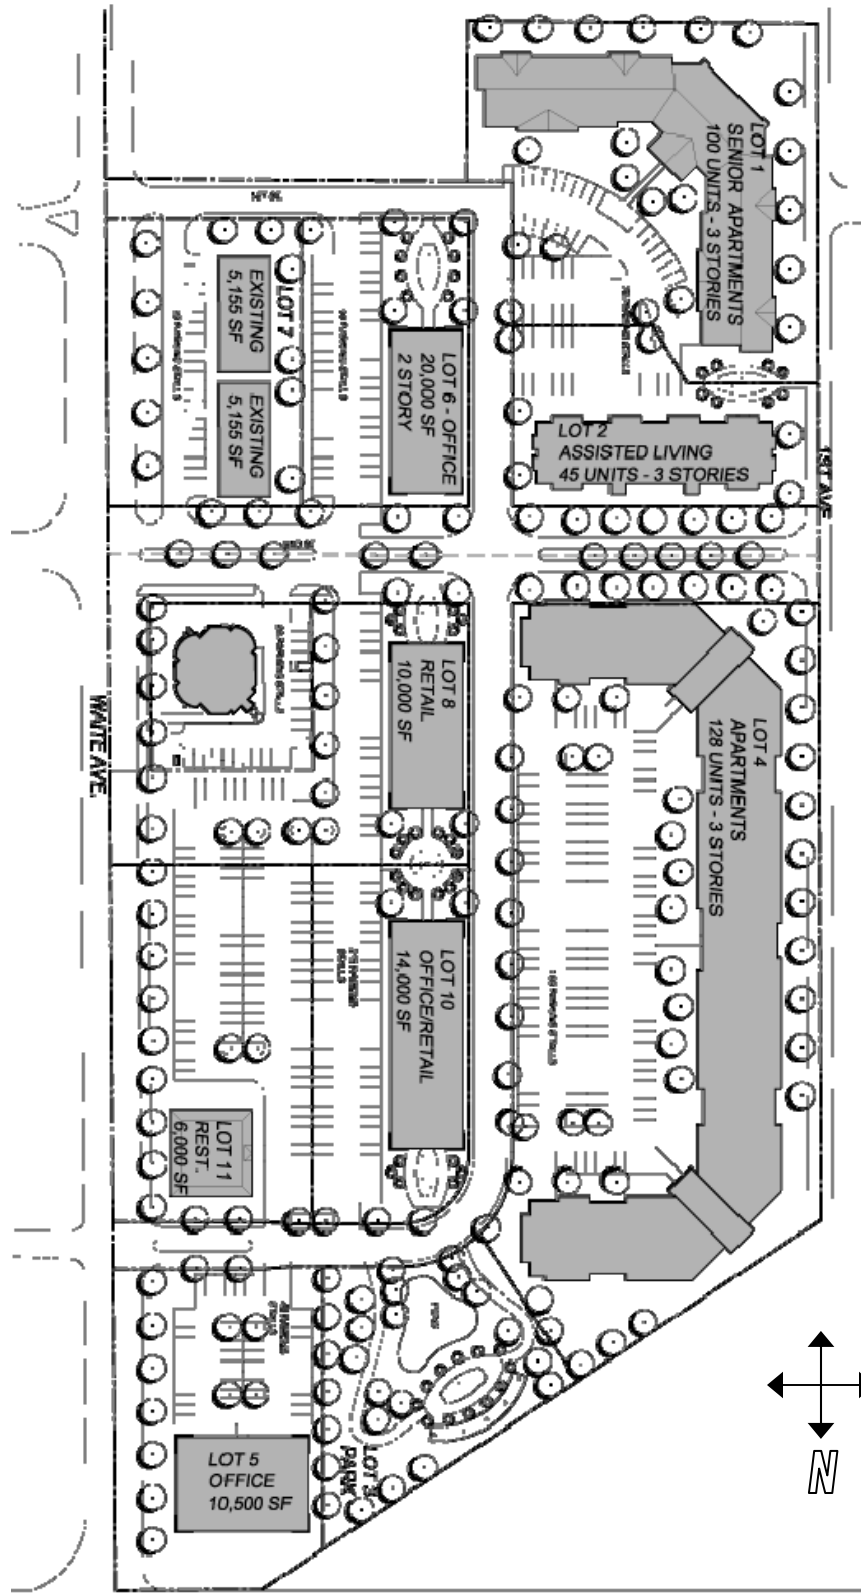 LOT 1
SENIOR APARTMENTS
100 UNITS - 3 STORIES
EXISTING
5,155 SF
LOT 7
EXISTING
5,155 SF
LOT 6 - OFFICE
20,000 SF
2 STORY
LOT 2
ASSISTED LIVING
45 UNITS - 3 STORIES
1ST AVE
LOT 8
RETAIL
10,000 SF
LOT 4
APARTMENTS
128 UNITS - 3 STORIES
WAITE AVE.
LOT 10
OFFICE/RETAIL
14,000 SF
LOT 11
REST.
6,000 SF
POND
LOT 3
PARK
LOT 5
OFFICE
10,500 SF
N